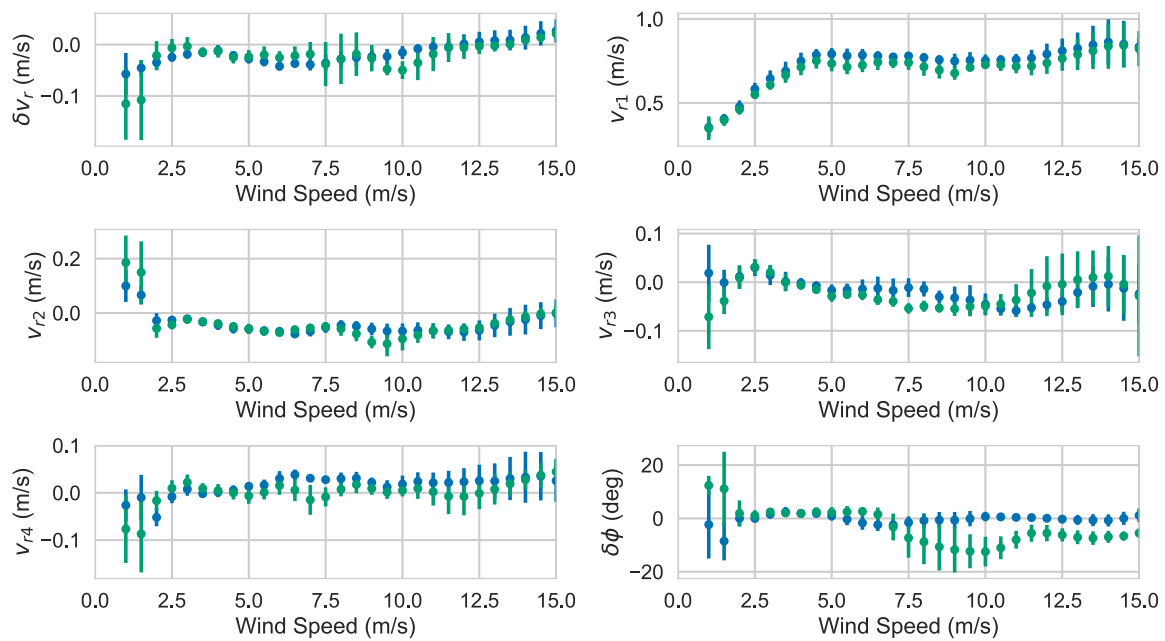 δv_r (m/s)
0.0
−0.1
0.0 2.5 5.0 7.5 10.0 12.5 15.0
Wind Speed (m/s)
v_r1 (m/s)
1.0
0.5
0.0 2.5 5.0 7.5 10.0 12.5 15.0
Wind Speed (m/s)
v_r2 (m/s)
0.2
0.0
0.0 2.5 5.0 7.5 10.0 12.5 15.0
Wind Speed (m/s)
v_r3 (m/s)
0.1
0.0
−0.1
0.0 2.5 5.0 7.5 10.0 12.5 15.0
Wind Speed (m/s)
v_r4 (m/s)
0.1
0.0
−0.1
0.0 2.5 5.0 7.5 10.0 12.5 15.0
Wind Speed (m/s)
δϕ (deg)
20
0
−20
0.0 2.5 5.0 7.5 10.0 12.5 15.0
Wind Speed (m/s)